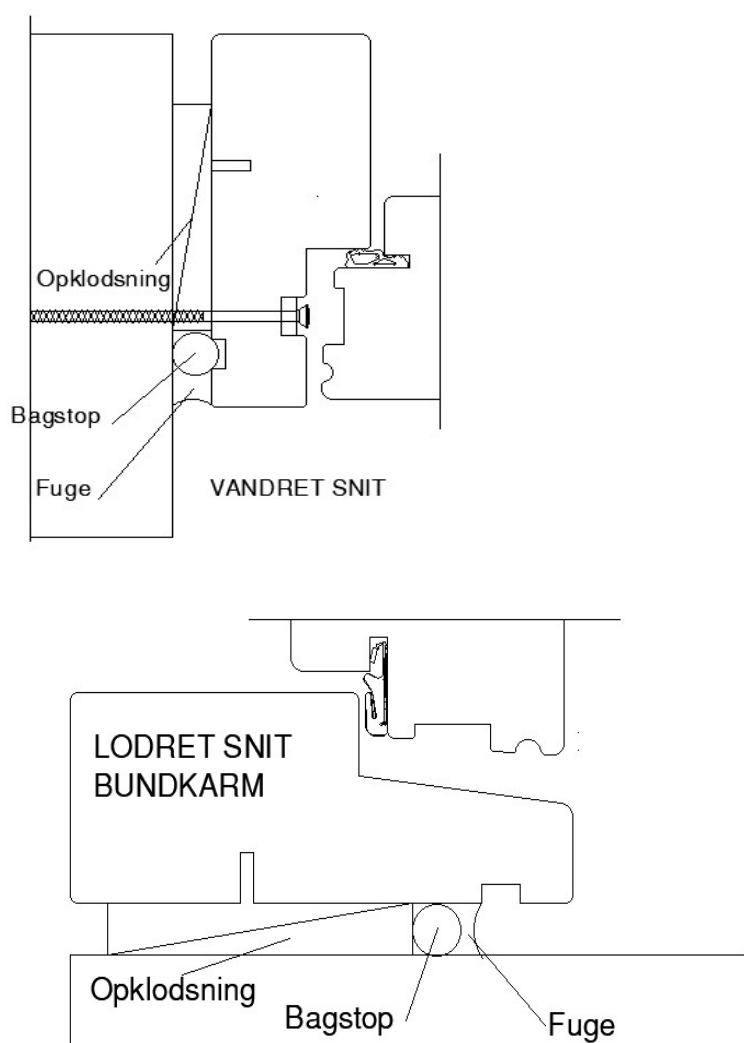 Opklodsning
Bagstop
Fuge
VANDRET SNIT
LODRET SNIT
BUNDKARM
Opklodsning
Bagstop
Fuge